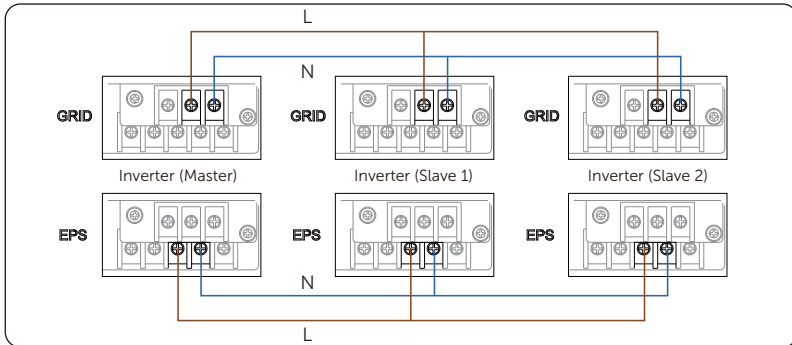 L
N
GRID
GRID
GRID
Inverter (Master)
Inverter (Slave 1)
Inverter (Slave 2)
EPS
EPS
EPS
N
L